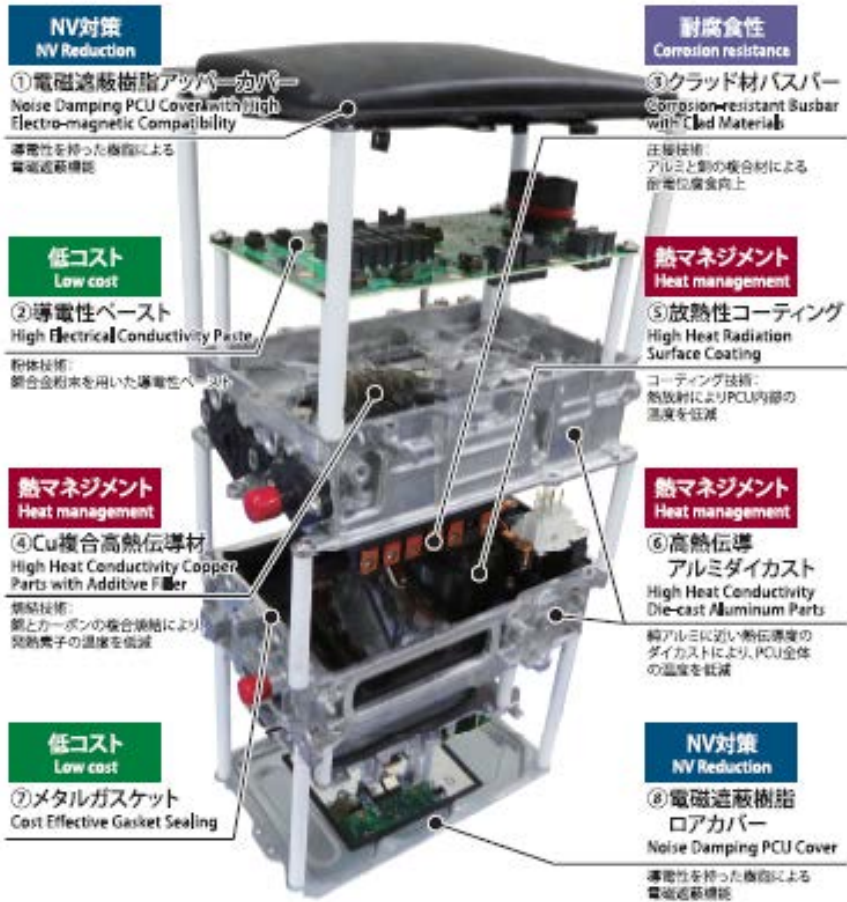 NV対策
NV Reduction
①電磁遮蔽樹脂アッパーカバー
Noise Damping PCU Cover with High
Electro-magnetic Compatibility
導電性を持った樹脂による
電磁遮蔽機能
耐腐食性
Corrosion resistance
③クラッド材バスバー
Corrosion-resistant Busbar
with Clad Materials
圧接技術:
アルミと銅の複合材による
耐電位腐食向上
低コスト
Low cost
②導電性ペースト
High Electrical Conductivity Paste
粉体技術:
銅合金粉末を用いた導電性ペースト
熱マネジメント
Heat management
⑤放熱性コーティング
High Heat Radiation
Surface Coating
コーティング技術:
熱放射によりPCU内部の
温度を低減
熱マネジメント
Heat management
④Cu複合高熱伝導材
High Heat Conductivity Copper
Parts with Additive Filler
焼結技術:
銅とカーボンの複合焼結により
発熱素子の温度を低減
熱マネジメント
Heat management
⑥高熱伝導
アルミダイカスト
High Heat Conductivity
Die-cast Aluminum Parts
純アルミに近い熱伝導度の
ダイカストにより、PCU全体
の温度を低減
低コスト
Low cost
⑦メタルガスケット
Cost Effective Gasket Sealing
NV対策
NV Reduction
⑧電磁遮蔽樹脂
ロアカバー
Noise Damping PCU Cover
導電性を持った樹脂による
電磁遮蔽機能